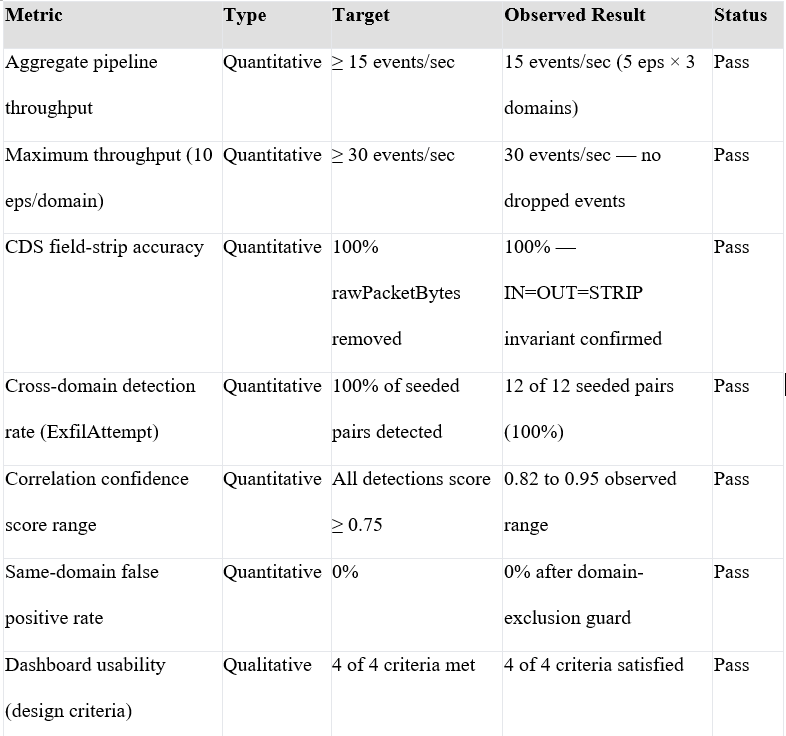 Metric Type Target Observed Result Status
Aggregate pipeline Quantitative ≥ 15 events/sec 15 events/sec (5 eps × 3 Pass
throughput domains)
Maximum throughput (10 Quantitative ≥ 30 events/sec 30 events/sec — no Pass
eps/domain) dropped events
CDS field-strip accuracy Quantitative 100% 100% — Pass
rawPacketBytes IN=OUT=STRIP
removed invariant confirmed
Cross-domain detection Quantitative 100% of seeded 12 of 12 seeded pairs Pass
rate (ExfilAttempt) pairs detected (100%)
Correlation confidence Quantitative All detections score 0.82 to 0.95 observed Pass
score range ≥ 0.75 range
Same-domain false Quantitative 0% 0% after domain- Pass
positive rate exclusion guard
Dashboard usability Qualitative 4 of 4 criteria met 4 of 4 criteria satisfied Pass
(design criteria)